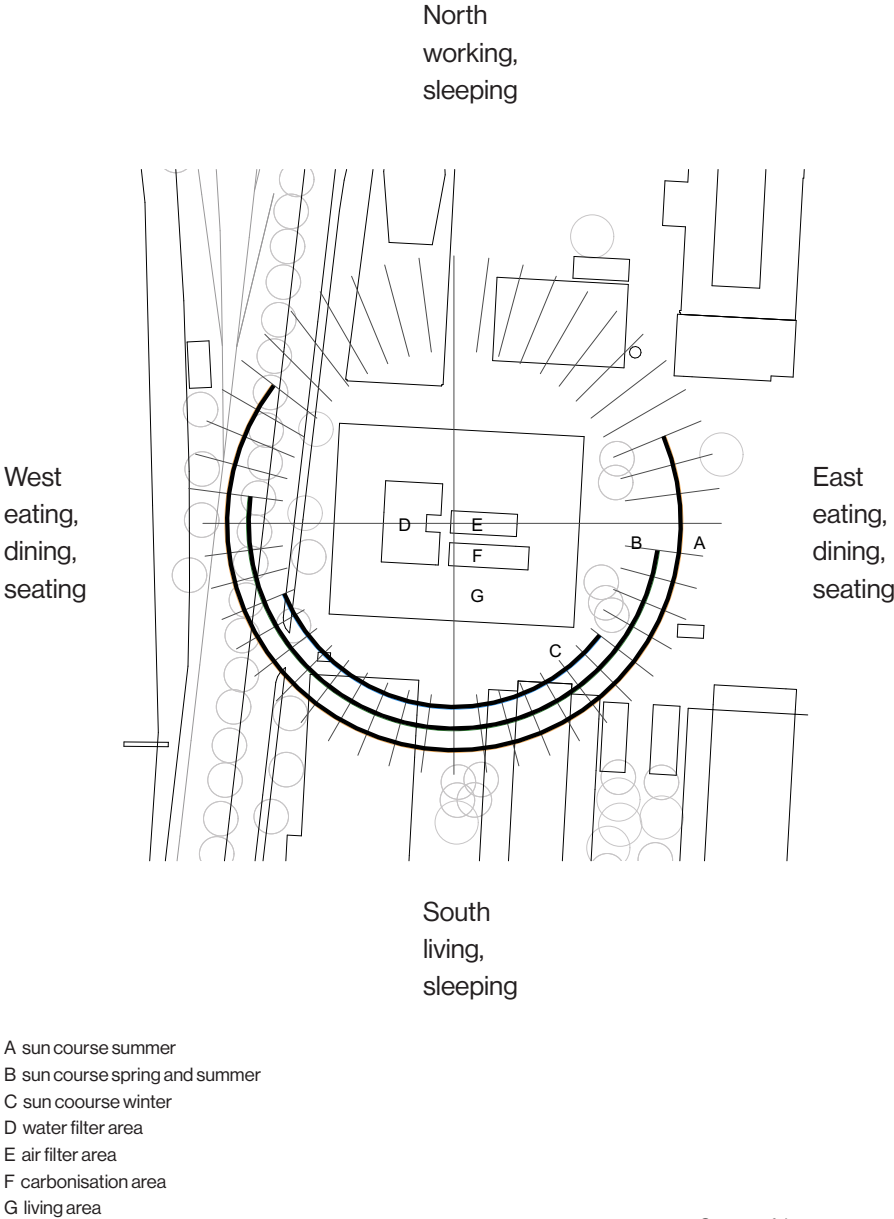 North
working,
sleeping
West
eating,
dining,
seating
East
eating,
dining,
seating
D
E
F
G
B
A
C
South
living,
sleeping
A sun course summer
B sun course spring and summer
C sun coourse winter
D water filter area
E air filter area
F carbonisation area
G living area